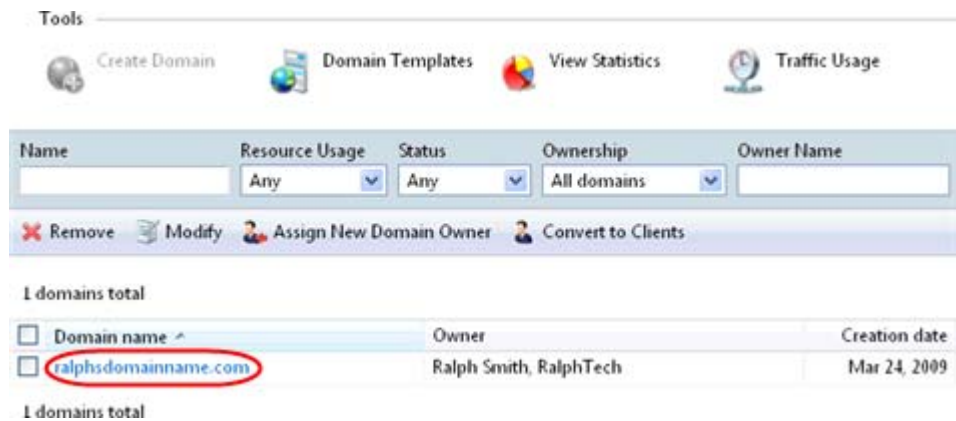 Tools
Create Domain Domain Templates View Statistics Traffic Usage
Name Resource Usage Status Ownership Owner Name
Any Any All domains
Remove Modify Assign New Domain Owner Convert to Clients
1 domains total
Domain name Owner Creation date
ralphsdomainname.com Ralph Smith, RalphTech Mar 24, 2009
1 domains total